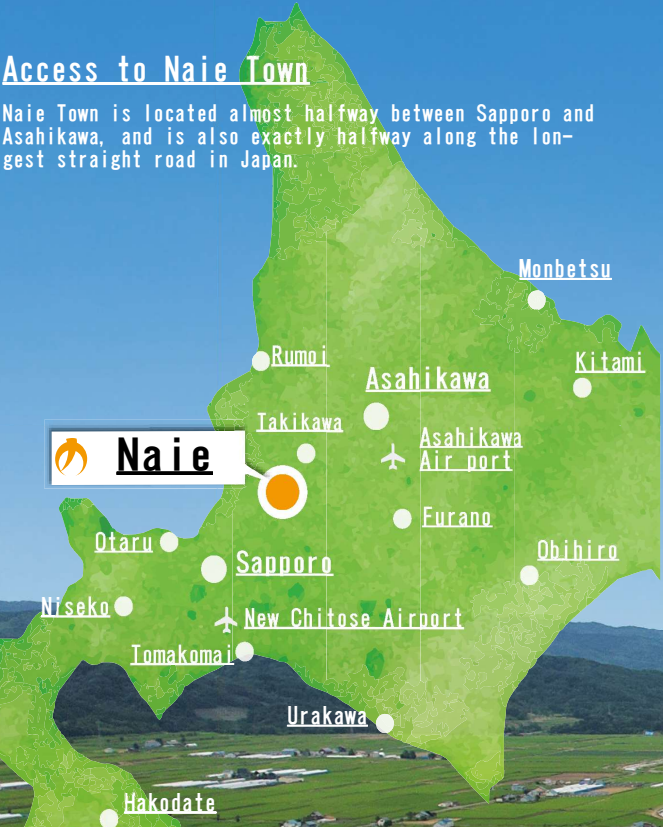 Access to Naie Town
Naie Town is located almost halfway between Sapporo and
Asahikawa, and is also exactly halfway along the lon-
gest straight road in Japan.
Monbetsu
Rumoi
Kitami
Asahikawa
Takikawa
Asahikawa
Air port
Naie
Furano
Otaru
Obihiro
Sapporo
Niseko
New Chitose Airport
Tomakomai
Urakawa
Hakodate